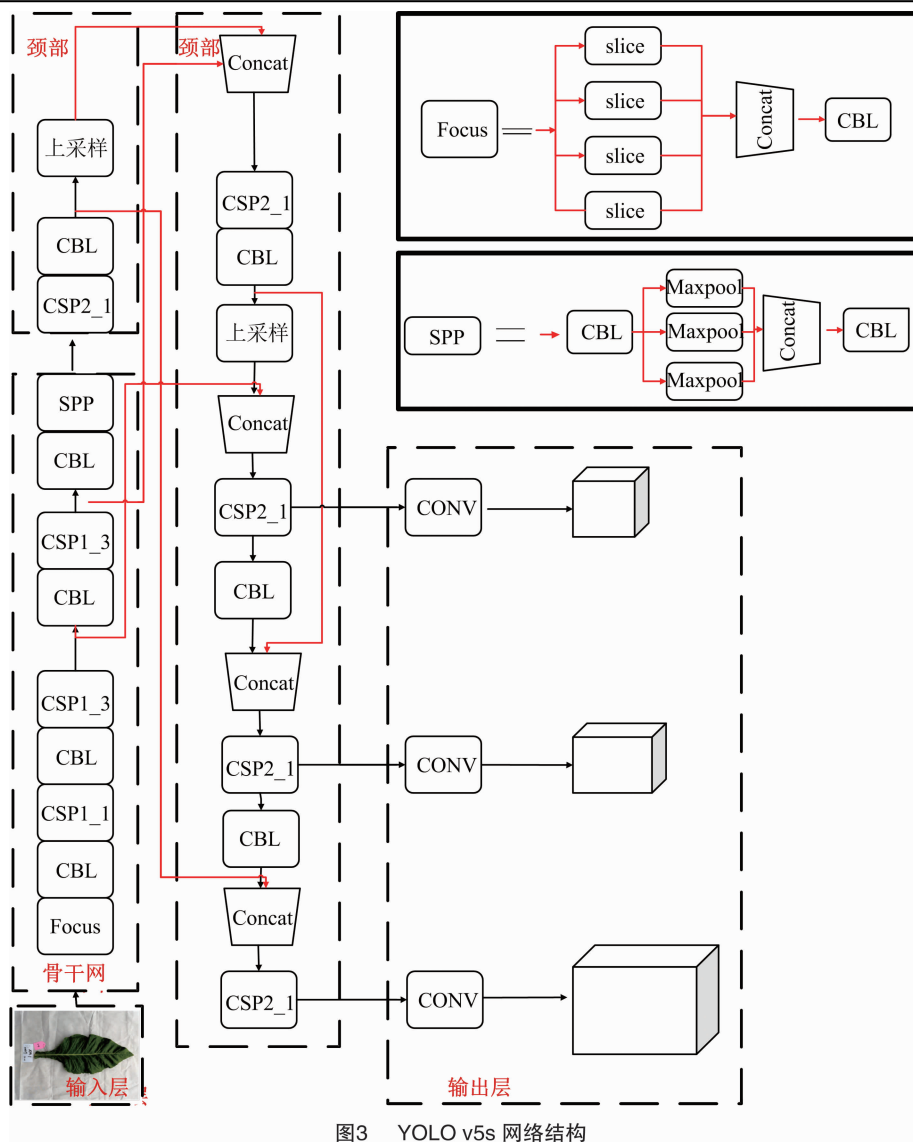 颈部
上采样
CBL
CSP2_1
SPP
CBL
CSP1_3
CBL
CSP1_3
CBL
CSP1_1
CBL
Focus
骨干网
输入层
颈部
Concat
CSP2_1
CBL
上采样
Concat
CSP2_1
CBL
Concat
CSP2_1
CBL
Concat
CSP2_1
CONV
CONV
CONV
输出层
Focus
slice
slice
slice
slice
Concat
CBL
SPP
CBL
Maxpool
Maxpool
Maxpool
Concat
CBL
图3 YOLO v5s 网络结构